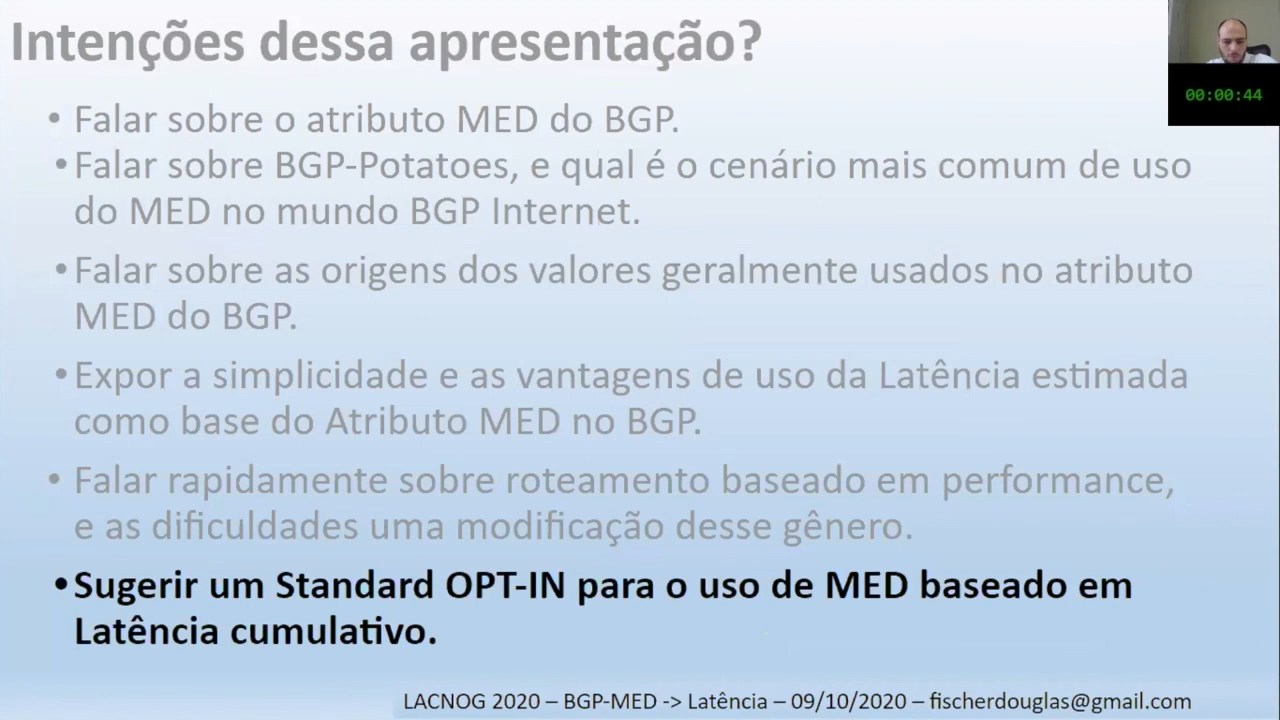 Intenções dessa apresentação?
00:00:44
• Falar sobre o atributo MED do BGP.
• Falar sobre BGP-Potatoes, e qual é o cenário mais comum de uso
do MED no mundo BGP Internet.
• Falar sobre as origens dos valores geralmente usados no atributo
MED do BGP.
• Expor a simplicidade e as vantagens de uso da Latência estimada
como base do Atributo MED no BGP.
• Falar rapidamente sobre roteamento baseado em performance,
e as dificuldades uma modificação desse gênero.
• Sugerir um Standard OPT-IN para o uso de MED baseado em
Latência cumulativo.
LACNOG 2020 – BGP-MED -> Latência – 09/10/2020 – fischerdouglas@gmail.com